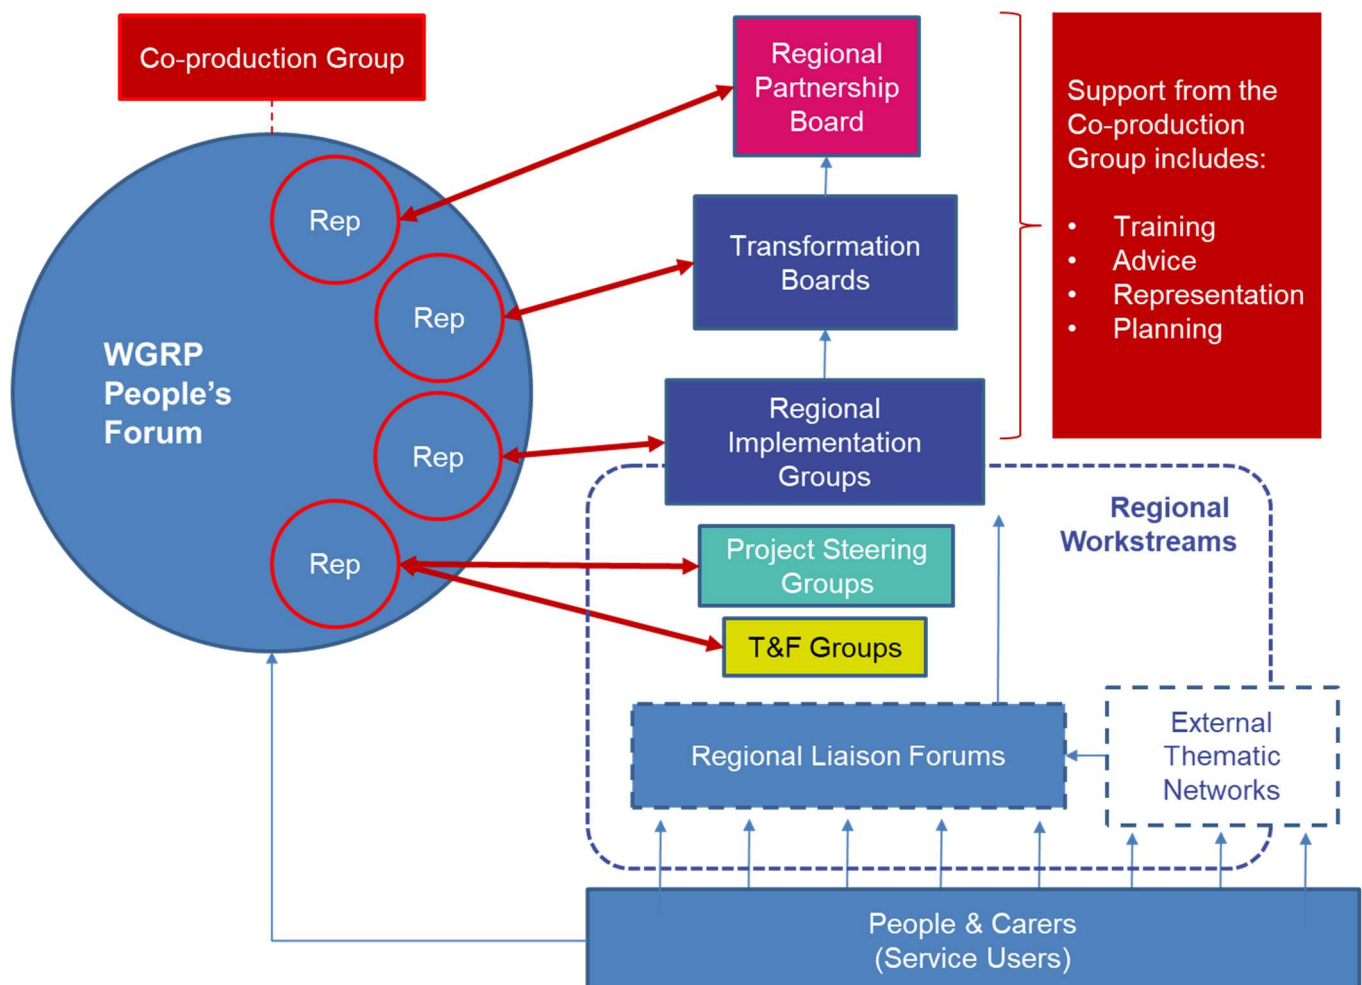 Co-production Group
WGRP
People’s
Forum
Rep
Rep
Rep
Rep
Regional
Partnership
Board
Transformation
Boards
Regional
Implementation
Groups
Support from the
Co-production
Group includes:
• Training
• Advice
• Representation
• Planning
Regional
Workstreams
Project Steering
Groups
T&F Groups
Regional Liaison Forums
External
Thematic
Networks
People & Carers
(Service Users)